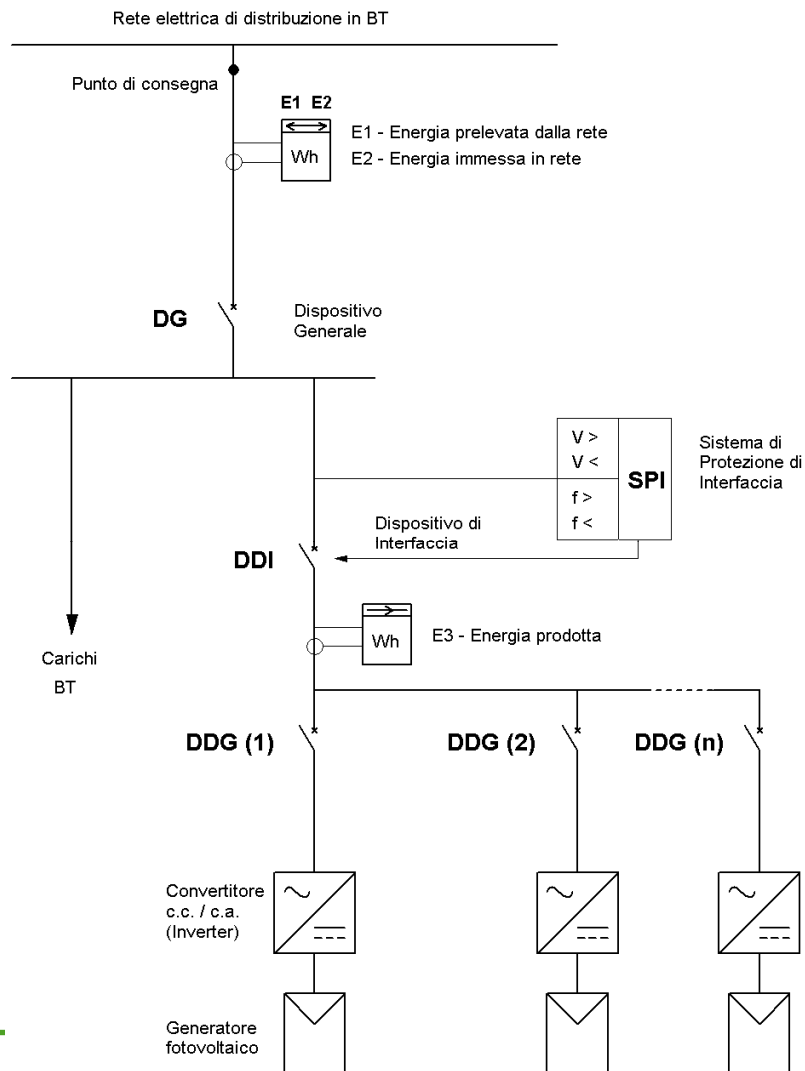 Rete elettrica di distribuzione in BT
Punto di consegna
E1 E2
Wh
E1 - Energia prelevata dalla rete
E2 - Energia immessa in rete
DG
Dispositivo
Generale
V >
V <
f >
f <
SPI
Sistema di
Protezione di
Interfaccia
Dispositivo di
Interfaccia
DDI
Wh
E3 - Energia prodotta
Carichi
BT
DDG (1)
DDG (2)
DDG (n)
Convertitore
c.c. / c.a.
(Inverter)
Generatore
fotovoltaico